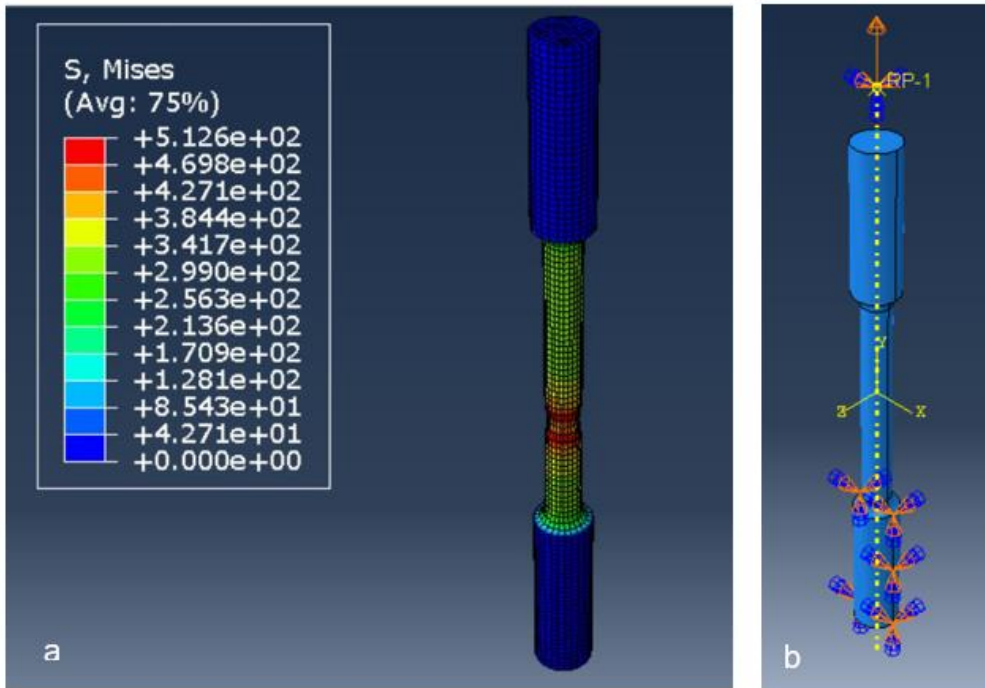 S, Mises
(Avg: 75%)
+5.126e+02
+4.698e+02
+4.271e+02
+3.844e+02
+3.417e+02
+2.990e+02
+2.563e+02
+2.136e+02
+1.709e+02
+1.281e+02
+8.543e+01
+4.271e+01
+0.000e+00
a
RP-1
Y
Z
X
b